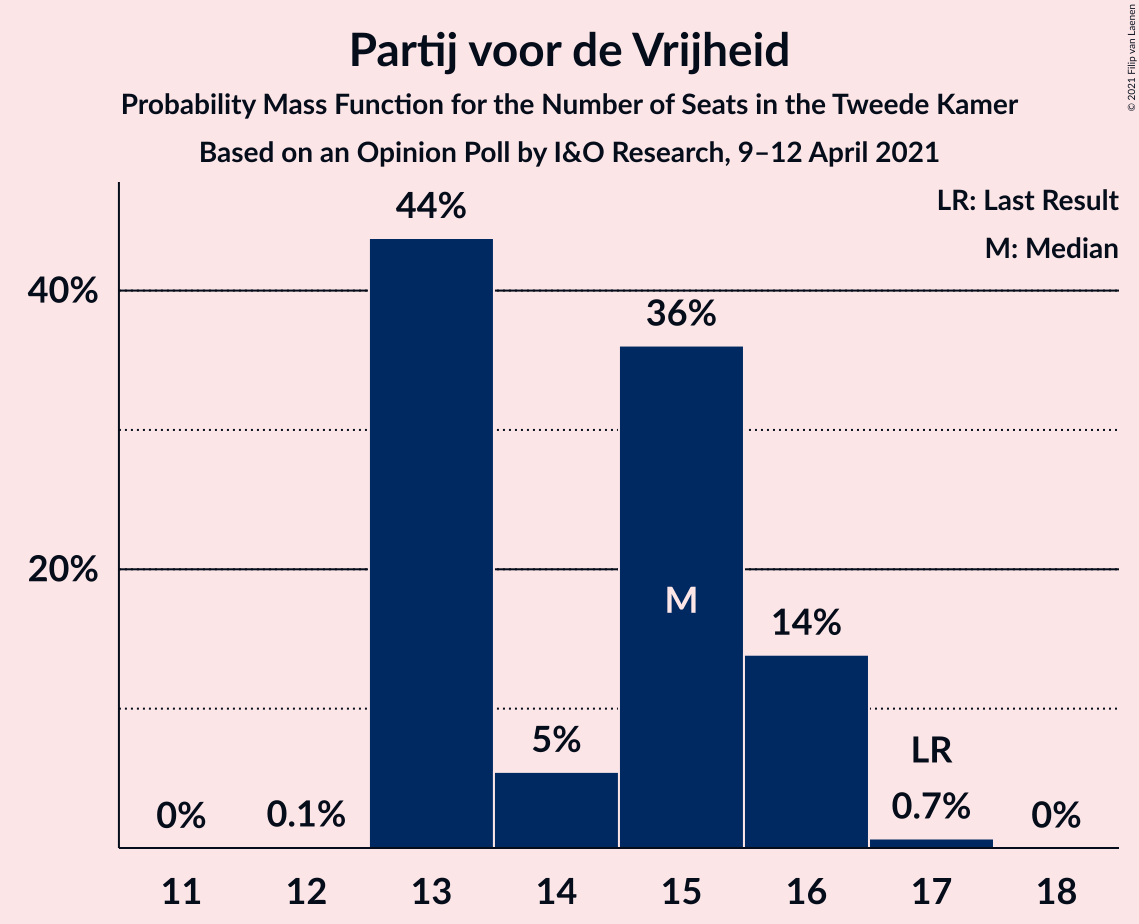 Partij voor de Vrijheid
Probability Mass Function for the Number of Seats in the Tweede Kamer
Based on an Opinion Poll by I&O Research, 9–12 April 2021
© 2021 Filip van Laenen
LR: Last Result
M: Median
44%
40%
36%
20%
M
14%
5%
LR
0%
0.1%
0.7%
0%
11
12
13
14
15
16
17
18